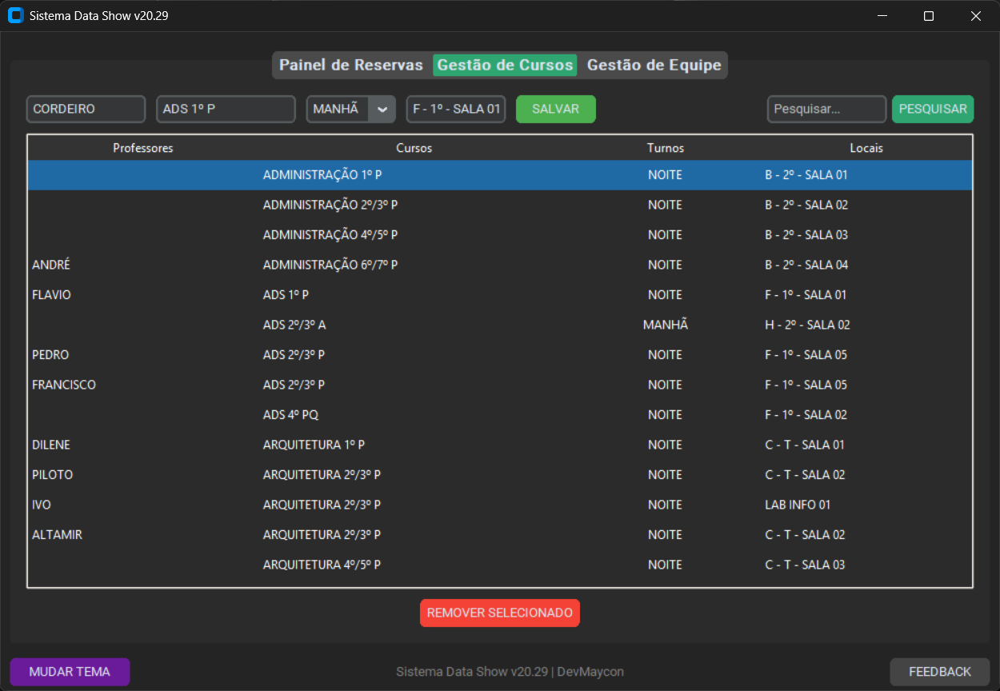 Sistema Data Show v20.29
Painel de Reservas Gestão de Cursos Gestão de Equipe
CORDEIRO ADS 1º P MANHÃ F - 1º - SALA 01 SALVAR Pesquisar... PESQUISAR
Professores Cursos Turnos Locais
ADMINISTRAÇÃO 1º P NOITE B - 2º - SALA 01
ADMINISTRAÇÃO 2º/3º P NOITE B - 2º - SALA 02
ADMINISTRAÇÃO 4º/5º P NOITE B - 2º - SALA 03
ANDRÉ ADMINISTRAÇÃO 6º/7º P NOITE B - 2º - SALA 04
FLAVIO ADS 1º P NOITE F - 1º - SALA 01
ADS 2º/3º A MANHÃ H - 2º - SALA 02
PEDRO ADS 2º/3º P NOITE F - 1º - SALA 05
FRANCISCO ADS 2º/3º P NOITE F - 1º - SALA 05
ADS 4º PQ NOITE F - 1º - SALA 02
DILENE ARQUITETURA 1º P NOITE C - T - SALA 01
PILOTO ARQUITETURA 2º/3º P NOITE C - T - SALA 02
IVO ARQUITETURA 2º/3º P NOITE LAB INFO 01
ALTAMIR ARQUITETURA 2º/3º P NOITE C - T - SALA 02
ARQUITETURA 4º/5º P NOITE C - T - SALA 03
REMOVER SELECIONADO
MUDAR TEMA Sistema Data Show v20.29 | DevMaycon FEEDBACK